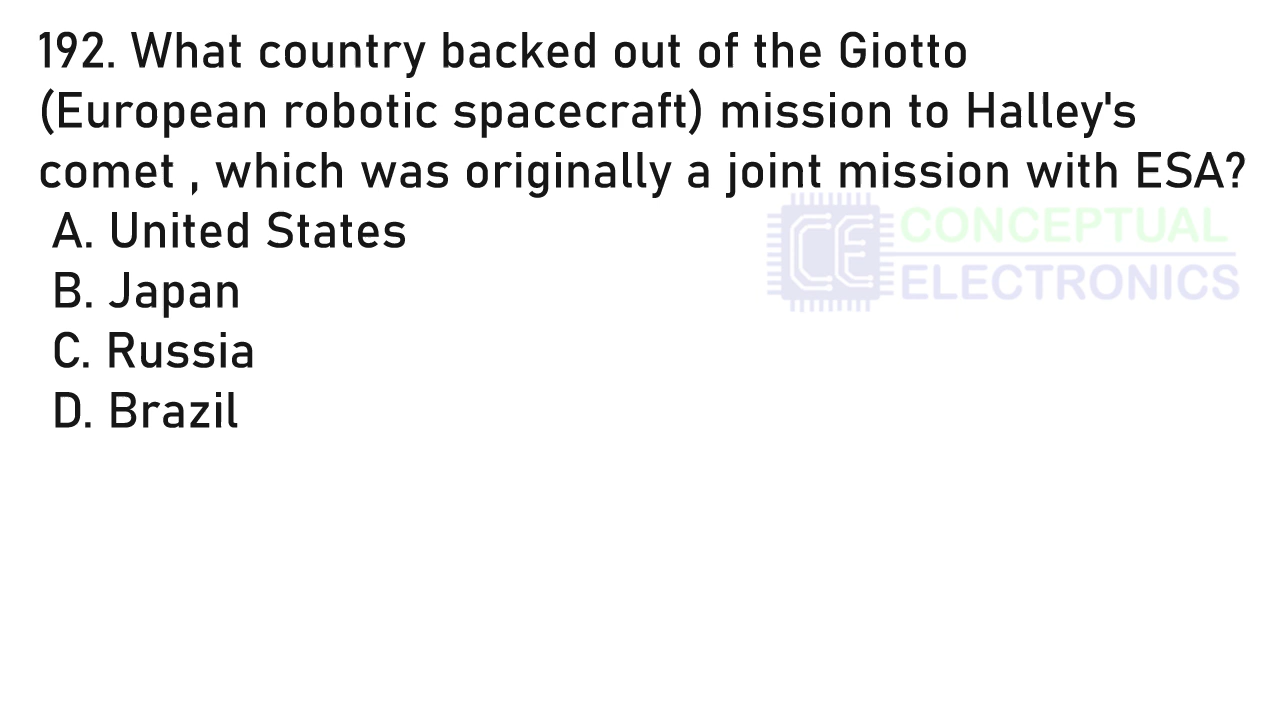 192. What country backed out of the Giotto
(European robotic spacecraft) mission to Halley's
comet , which was originally a joint mission with ESA?
A. United States
CONCEPTUAL
B. Japan
CE
ELECTRONICS
C. Russia
D. Brazil